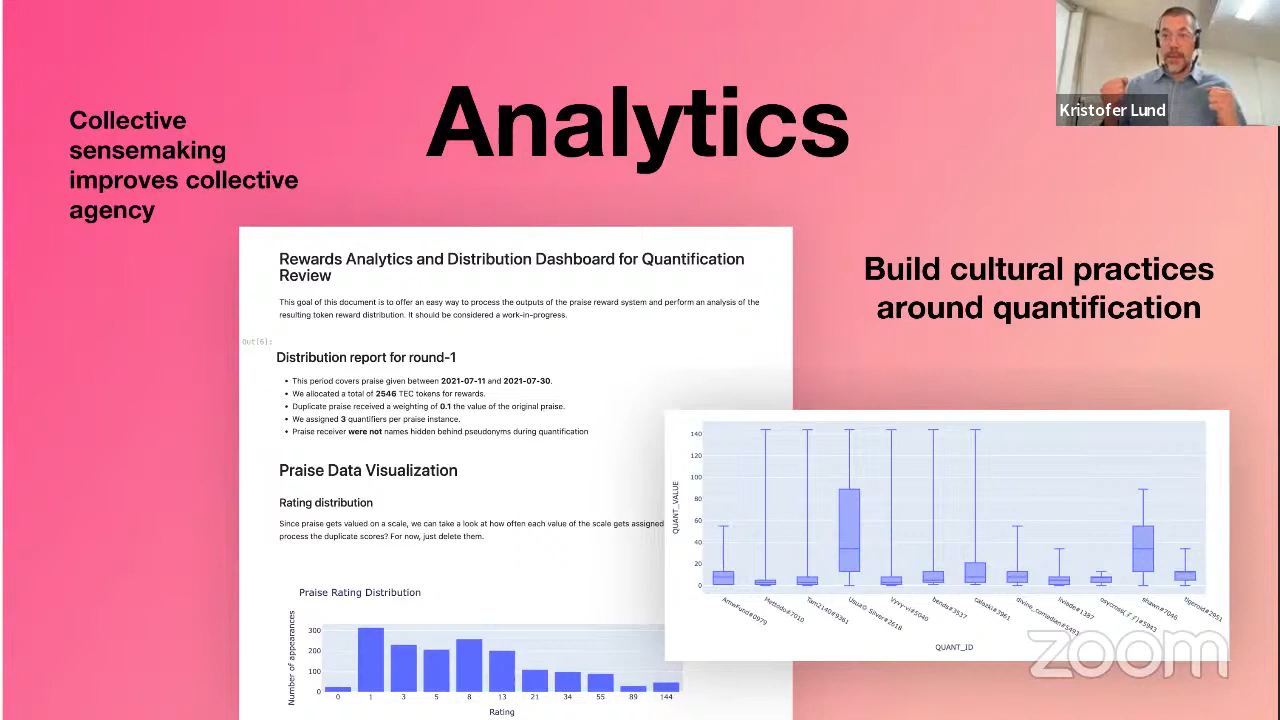 Analytics
Collective
sensemaking
improves collective
agency
Kristofer Lund
Rewards Analytics and Distribution Dashboard for Quantification
Review
This goal of this document is to offer an easy way to process the outputs of the praise reward system and perform an analysis of the
resulting token reward distribution. It should be considered a work-in-progress.
Out[6]:
Distribution report for round-1
• This period covers praise given between 2021-07-11 and 2021-07-30.
• We allocated a total of 2546 TEC tokens for rewards.
• Duplicate praise received a weighting of 0.1 the value of the original praise.
• We assigned 3 quantifiers per praise instance.
• Praise receiver were not names hidden behind pseudonyms during quantification
Praise Data Visualization
Rating distribution
Since praise gets valued on a scale, we can take a look at how often each value of the scale gets assigned
process the duplicate scores? For now, just delete them.
Praise Rating Distribution
Number of appearances
300
200
100
0
0 1 3 5 8 13 21 34 55 89 144
Rating
Build cultural practices
around quantification
QUANT_VALUE
140
120
100
80
60
40
20
0
shawn#7046
QUANT_ID
zoom